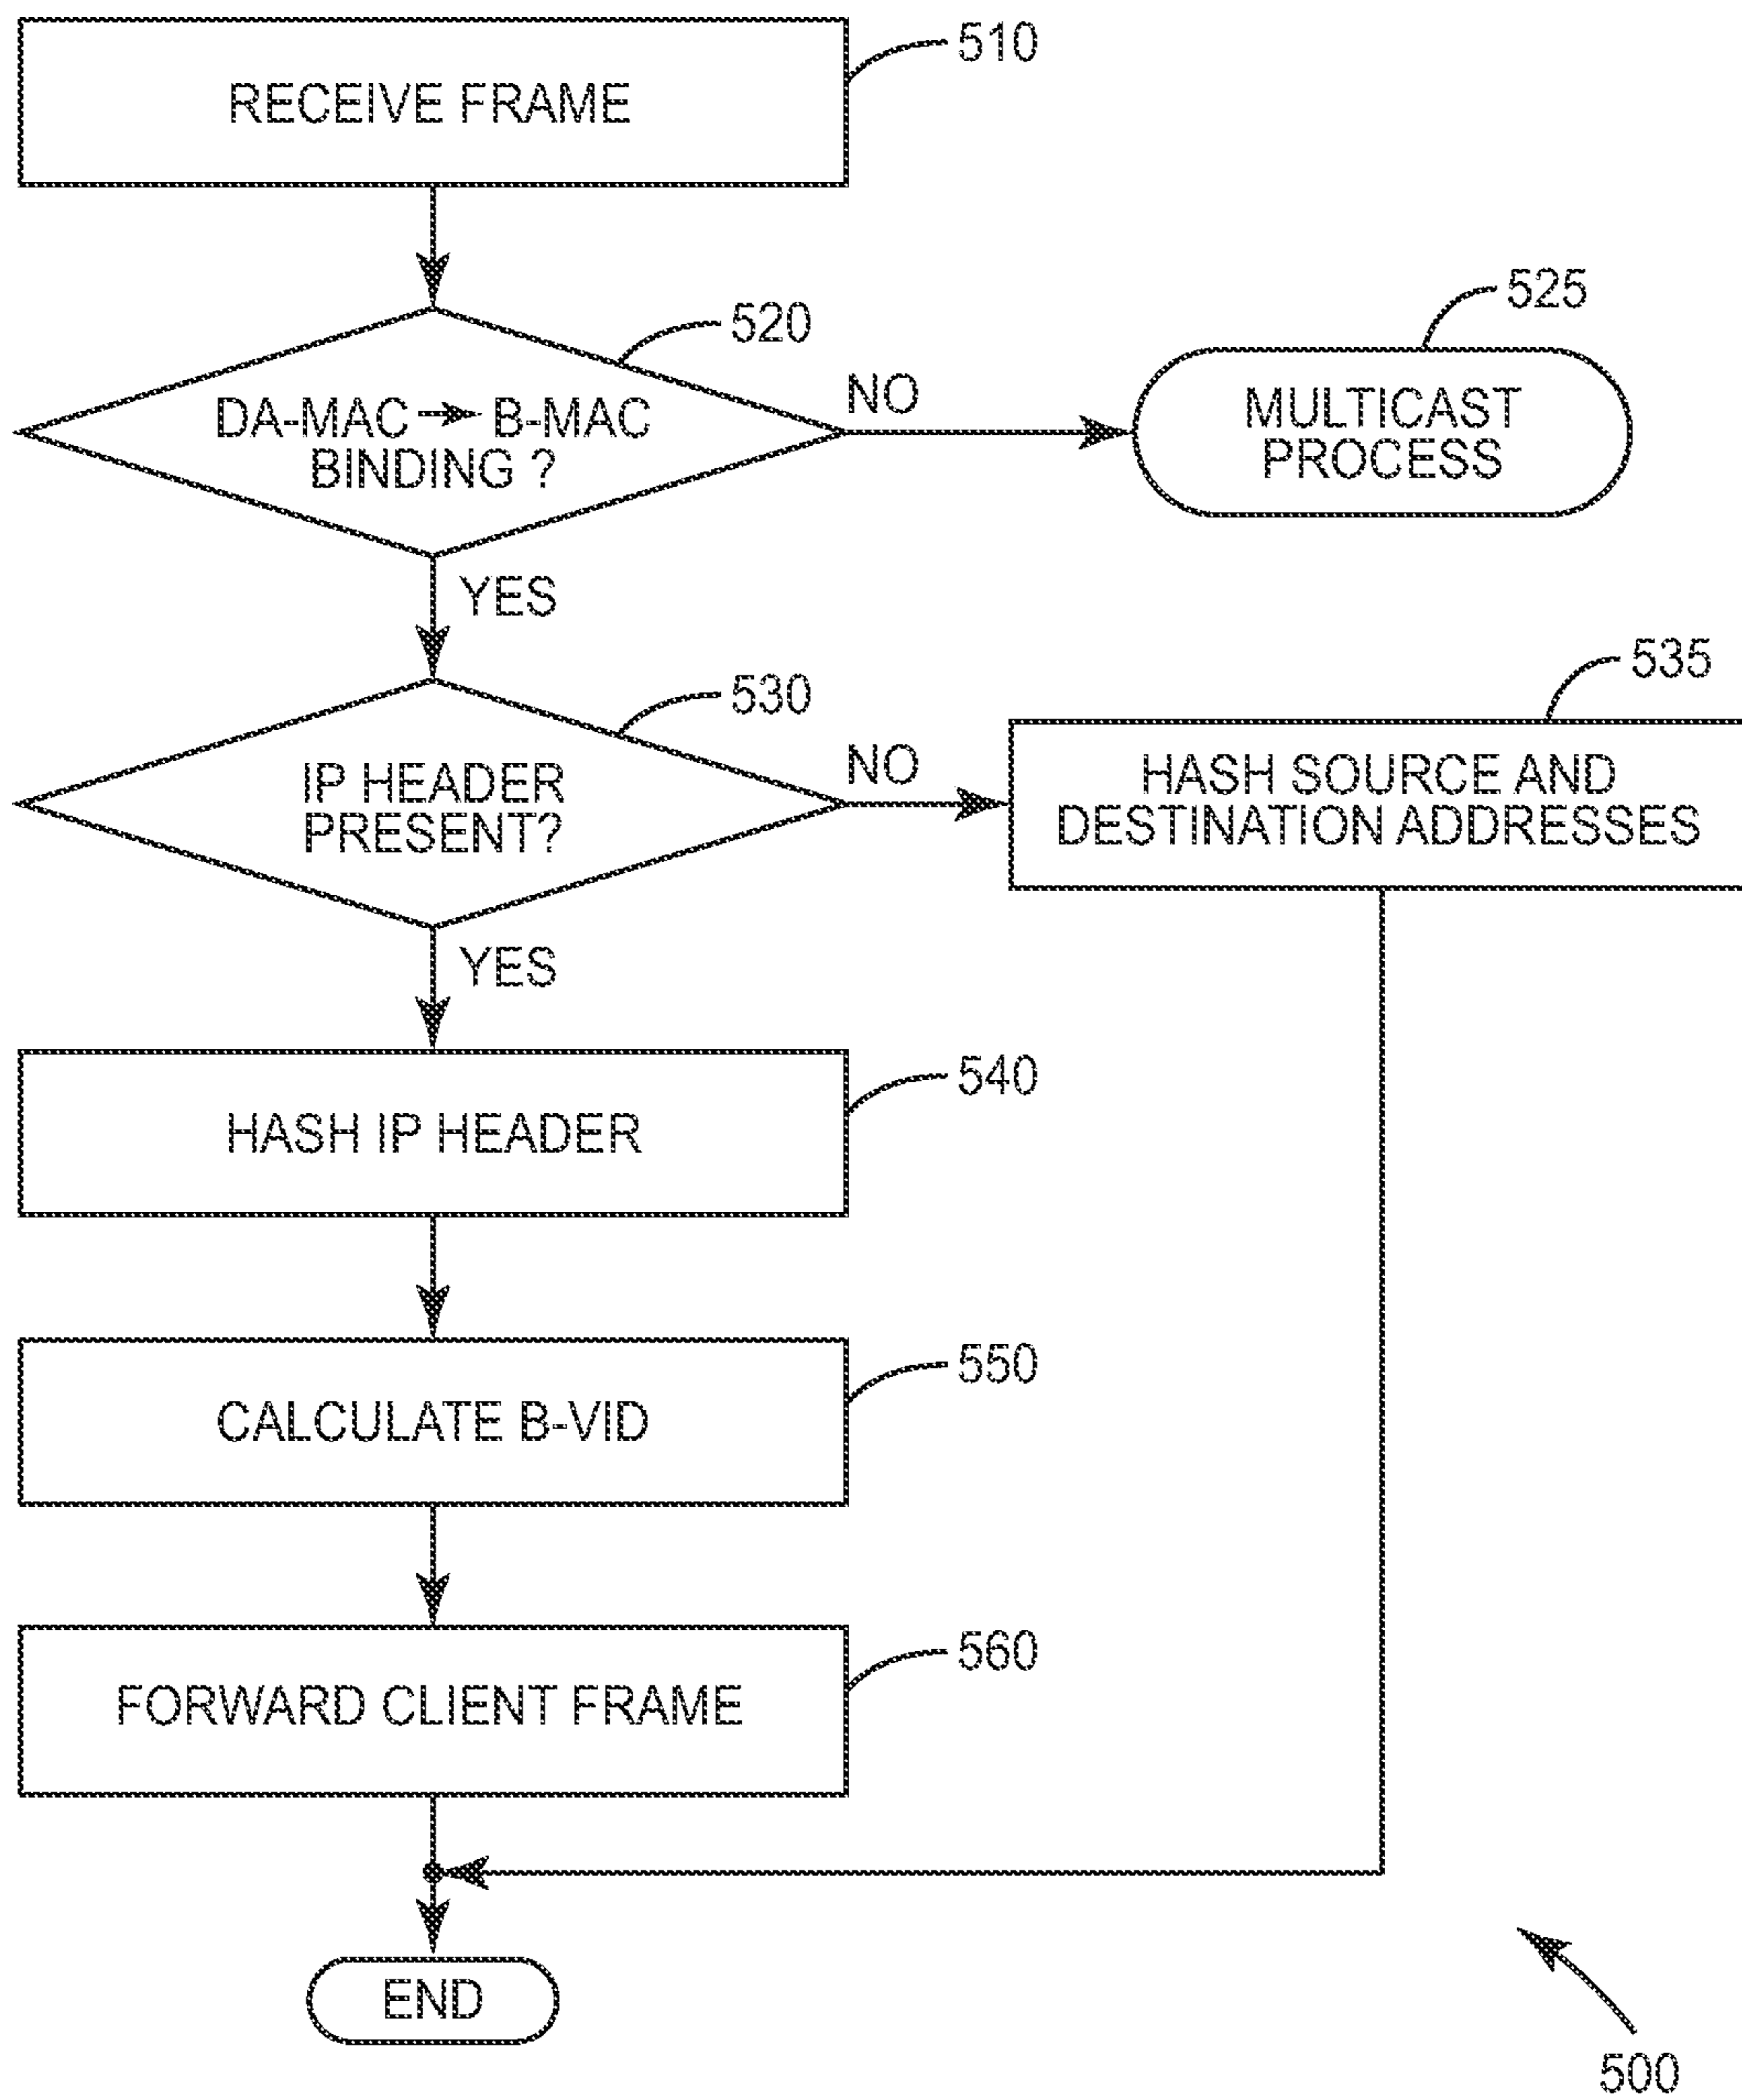 RECEIVE FRAME
510
520
DA-MAC → B-MAC
BINDING ?
NO
525
MULTICAST
PROCESS
YES
530
IP HEADER
PRESENT?
NO
535
HASH SOURCE AND
DESTINATION ADDRESSES
YES
540
HASH IP HEADER
550
CALCULATE B-VID
560
FORWARD CLIENT FRAME
END
500